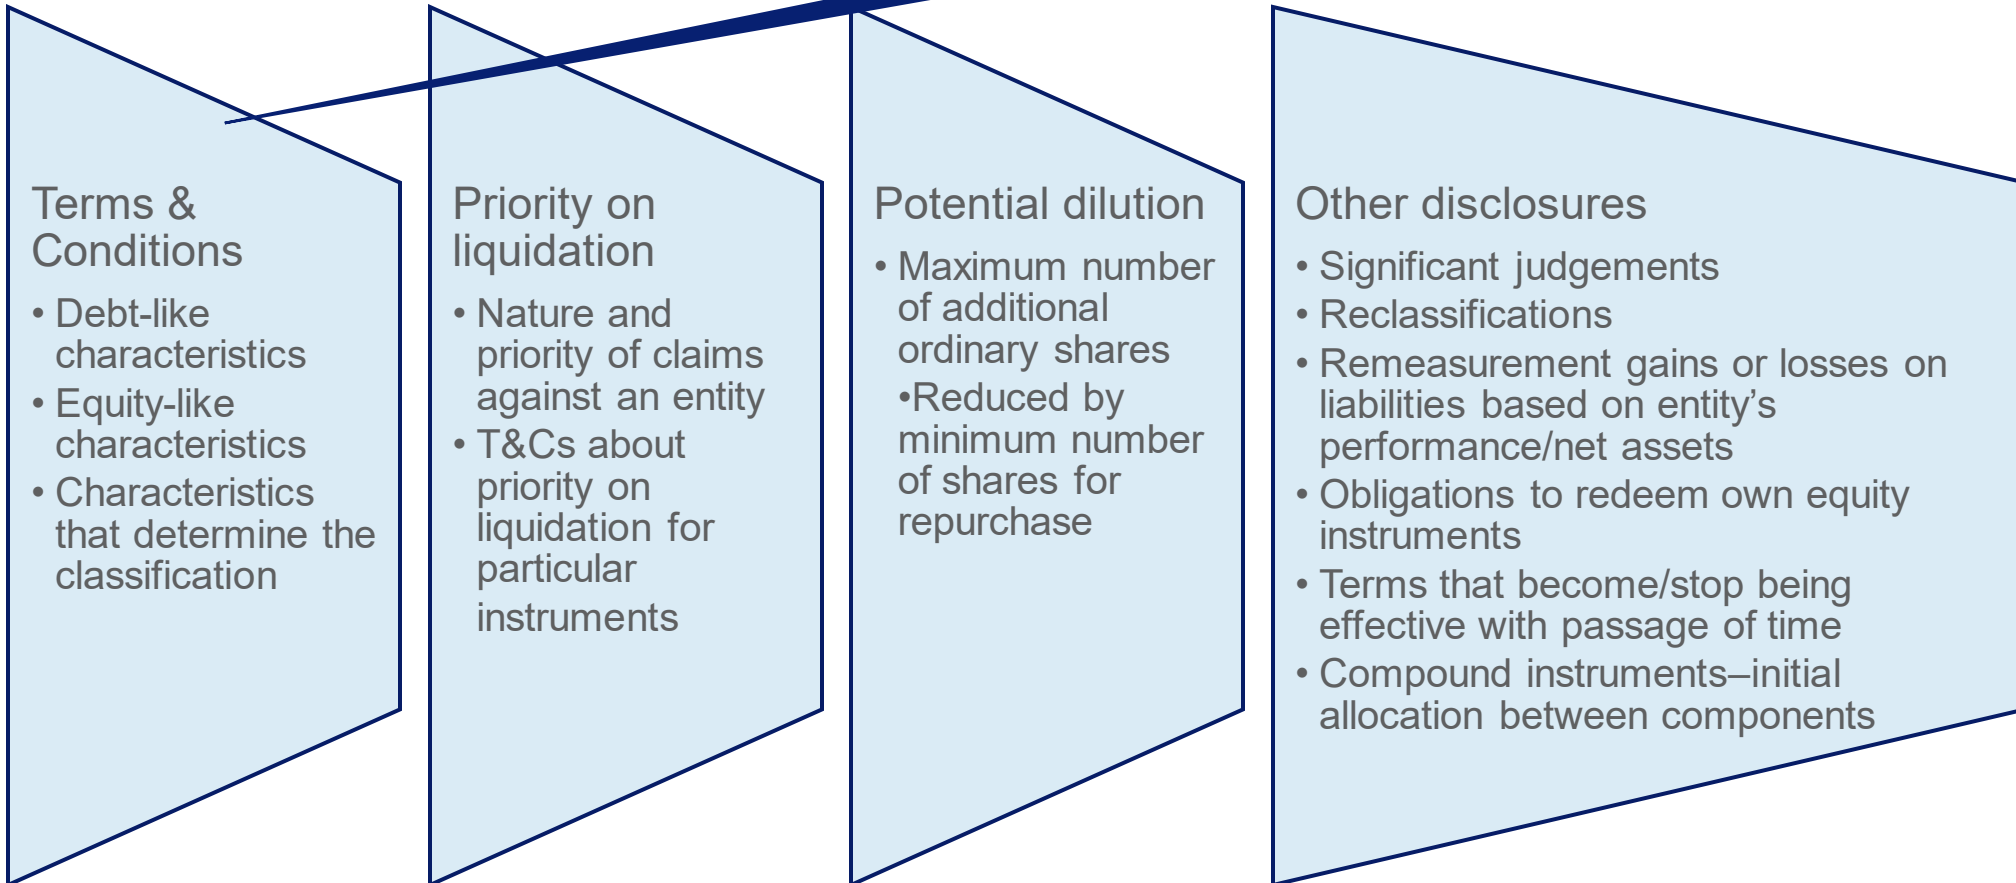 Terms &
Conditions
• Debt-like
characteristics
• Equity-like
characteristics
• Characteristics
that determine the
classification
Priority on
liquidation
• Nature and
priority of claims
against an entity
• T&Cs about
priority on
liquidation for
particular
instruments
Potential dilution
• Maximum number
of additional
ordinary shares
•Reduced by
minimum number
of shares for
repurchase
Other disclosures
• Significant judgements
• Reclassifications
• Remeasurement gains or losses on
liabilities based on entity’s
performance/net assets
• Obligations to redeem own equity
instruments
• Terms that become/stop being
effective with passage of time
• Compound instruments–initial
allocation between components